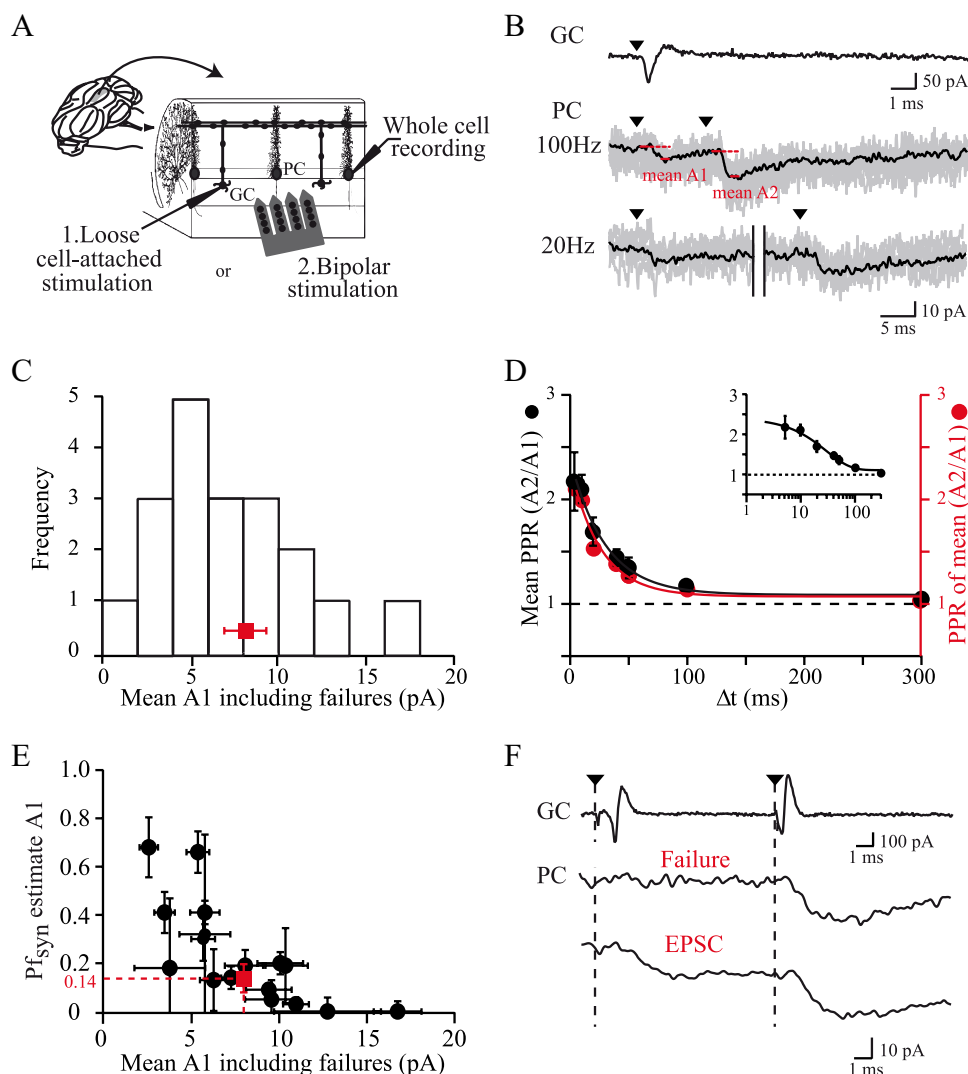 A
Whole cell
recording
PC
GC
1.Loose
cell-attached
stimulation
or
2.Bipolar
stimulation
B
GC
50 pA
1 ms
PC
100Hz
mean A1
mean A2
20Hz
10 pA
5 ms
C
Frequency
5
4
3
2
1
0
0 5 10 15 20
Mean A1 including failures (pA)
D
Mean PPR (A2/A1)
3
2
1
0 100 200 300
Δt (ms)
3
2
1
1 10 100
3
2
1
PPR of mean (A2/A1)
E
Pfsyn estimate A1
1.0
0.8
0.6
0.4
0.2
0.14
0
0 5 10 15 20
Mean A1 including failures (pA)
F
GC
100 pA
1 ms
PC
Failure
EPSC
10 pA
1 ms